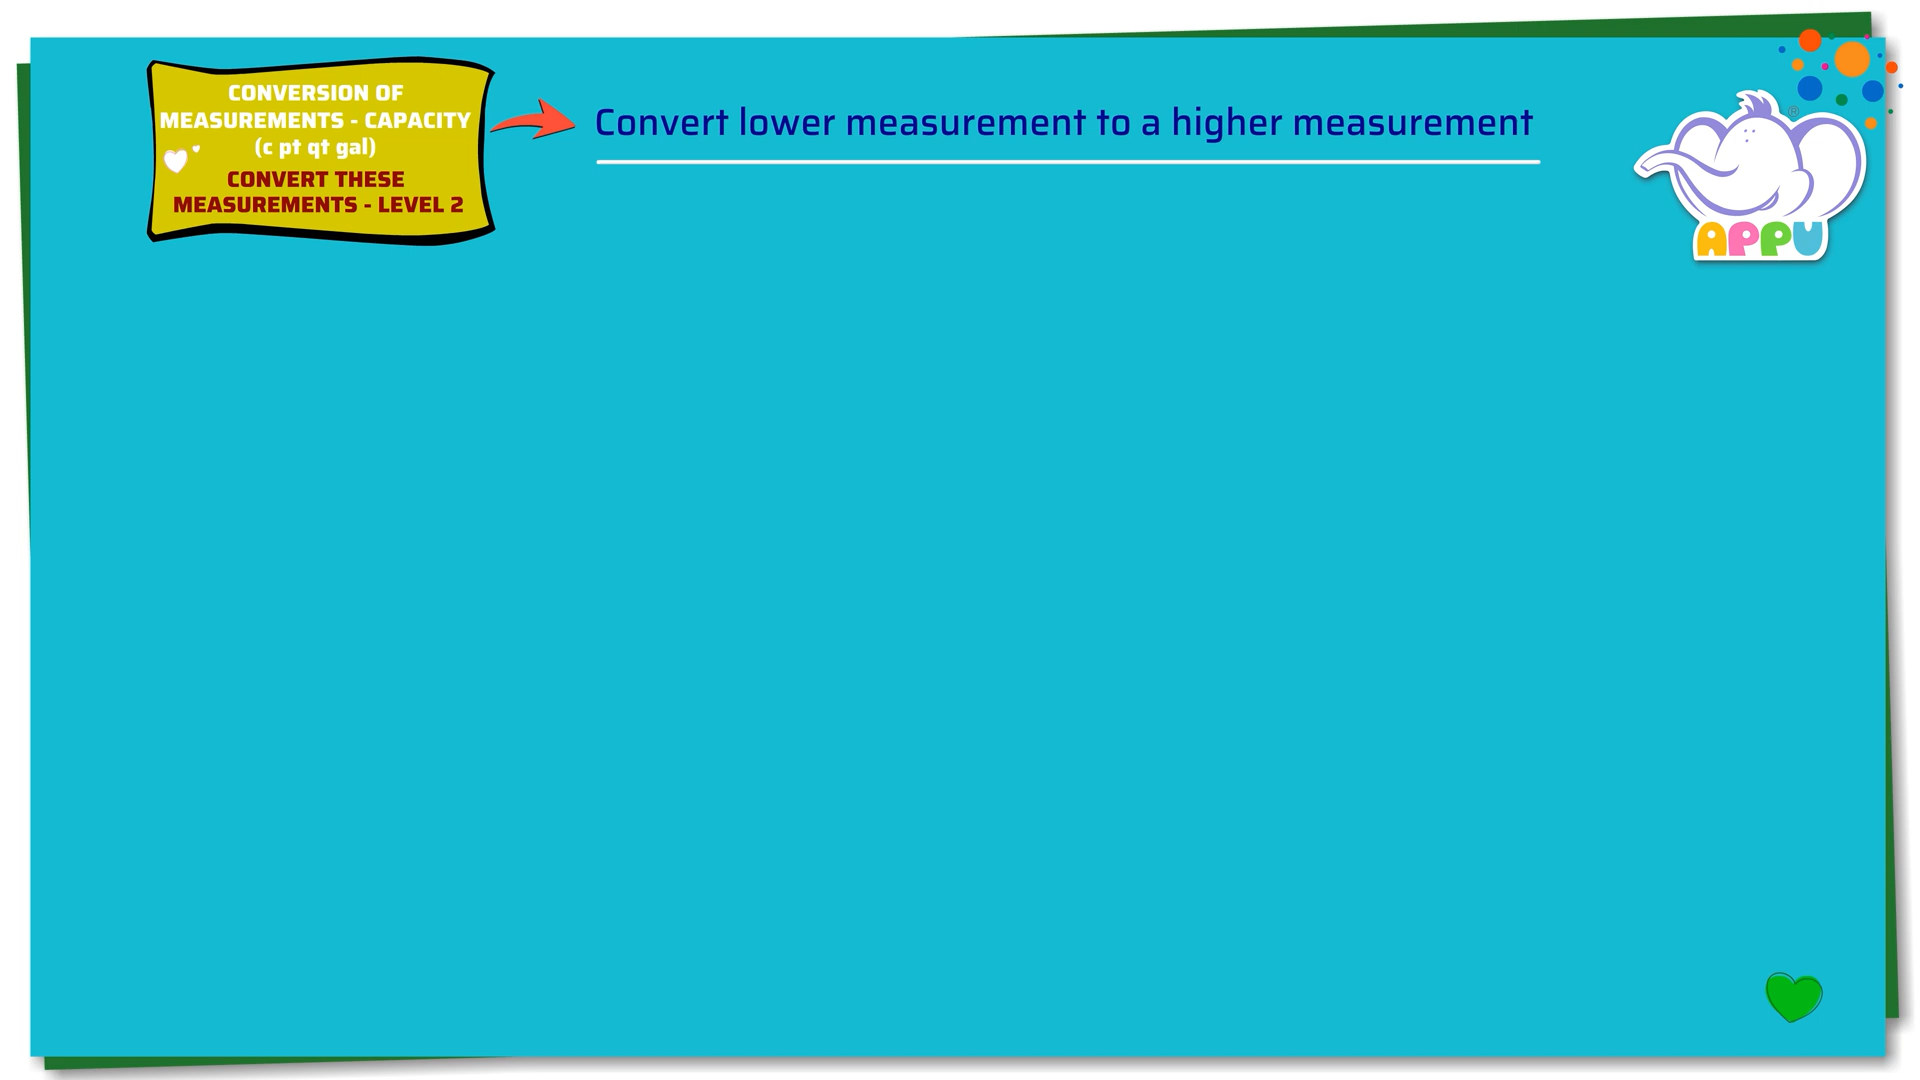 CONVERSION OF
MEASUREMENTS - CAPACITY
(c pt qt gal)
CONVERT THESE
MEASUREMENTS - LEVEL 2
Convert lower measurement to a higher measurement
®
APPU